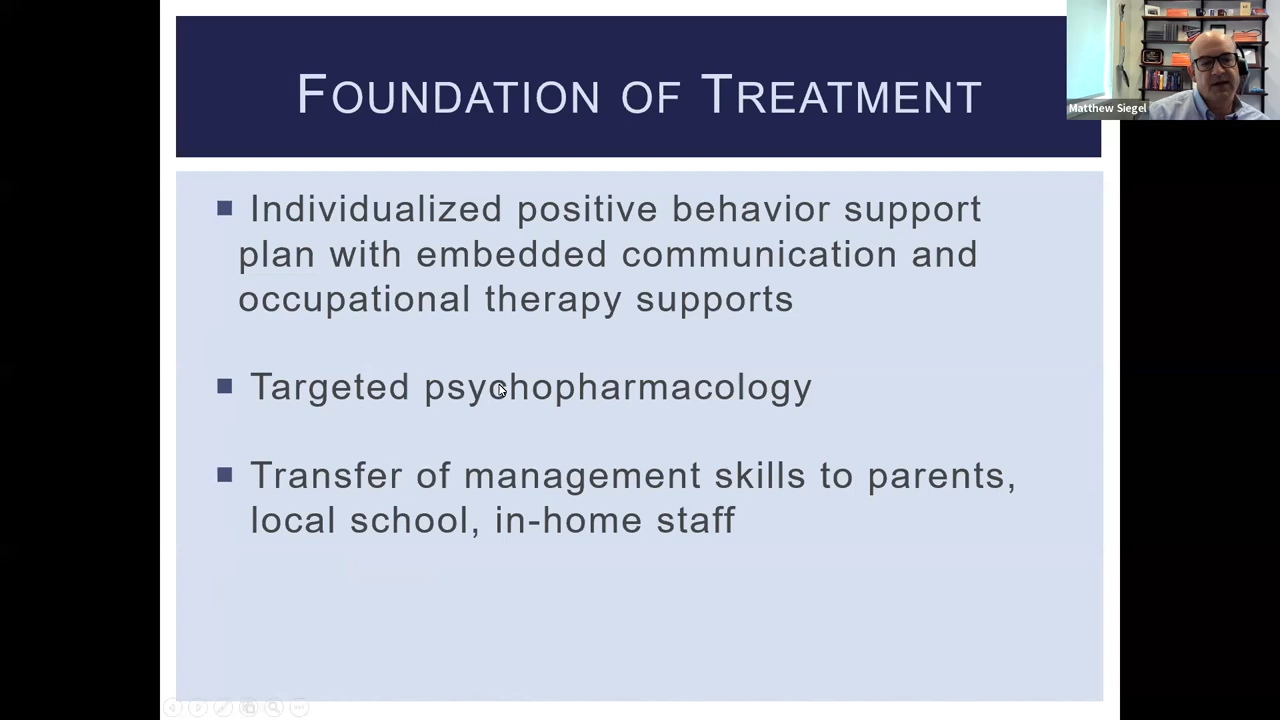 Foundation of Treatment
Matthew Siegel
Individualized positive behavior support
plan with embedded communication and
occupational therapy supports
Targeted psychopharmacology
Transfer of management skills to parents,
local school, in-home staff